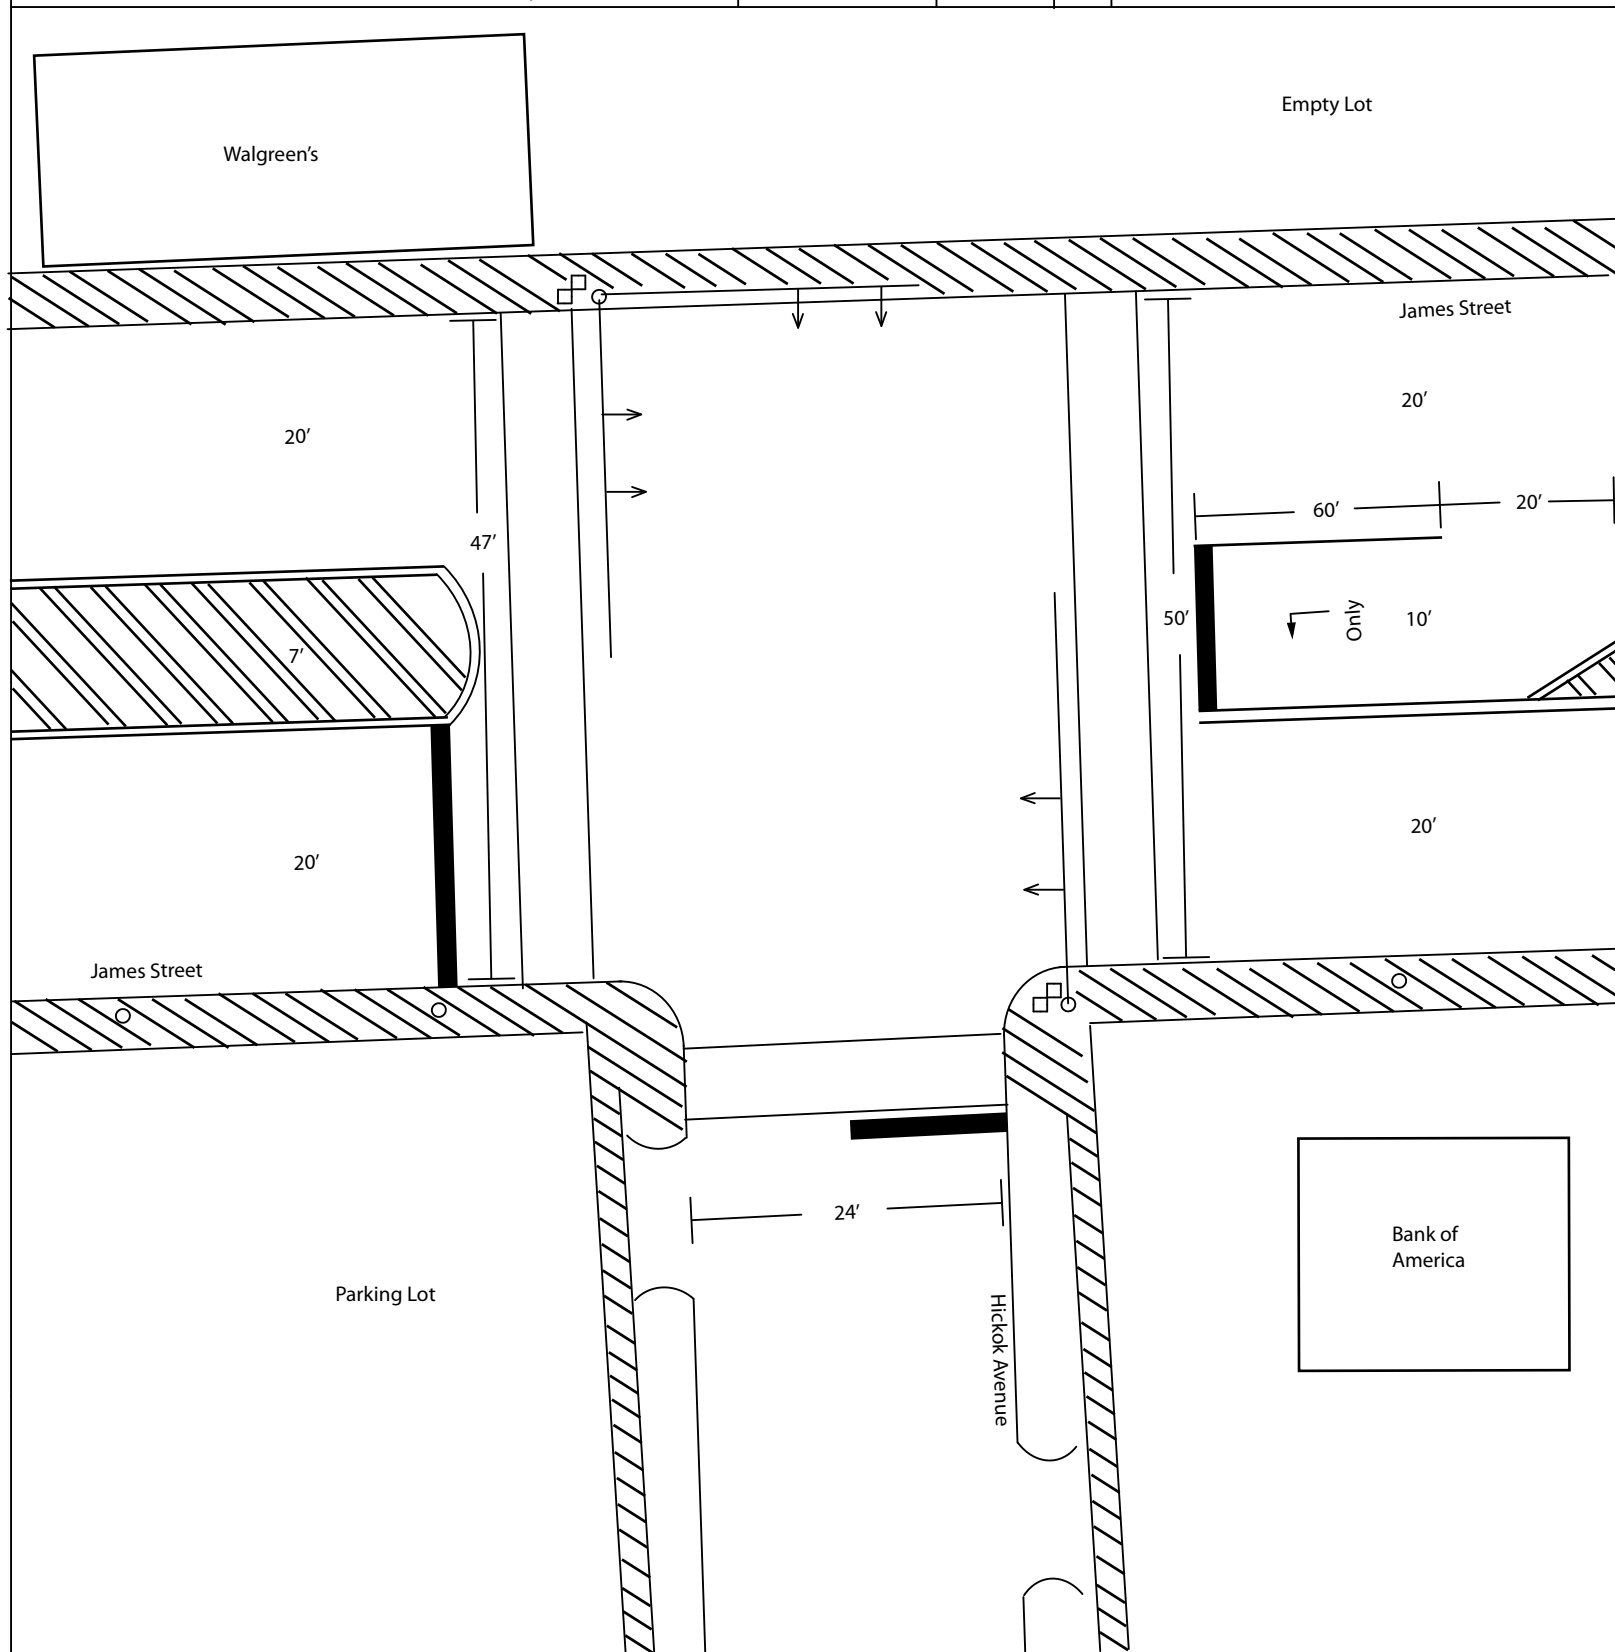 Empty Lot
Walgreen's
James Street
20'
20'
60'
20'
47'
50'
Only
10'
7'
20'
20'
James Street
24'
Bank of
America
Parking Lot
Hickok Avenue